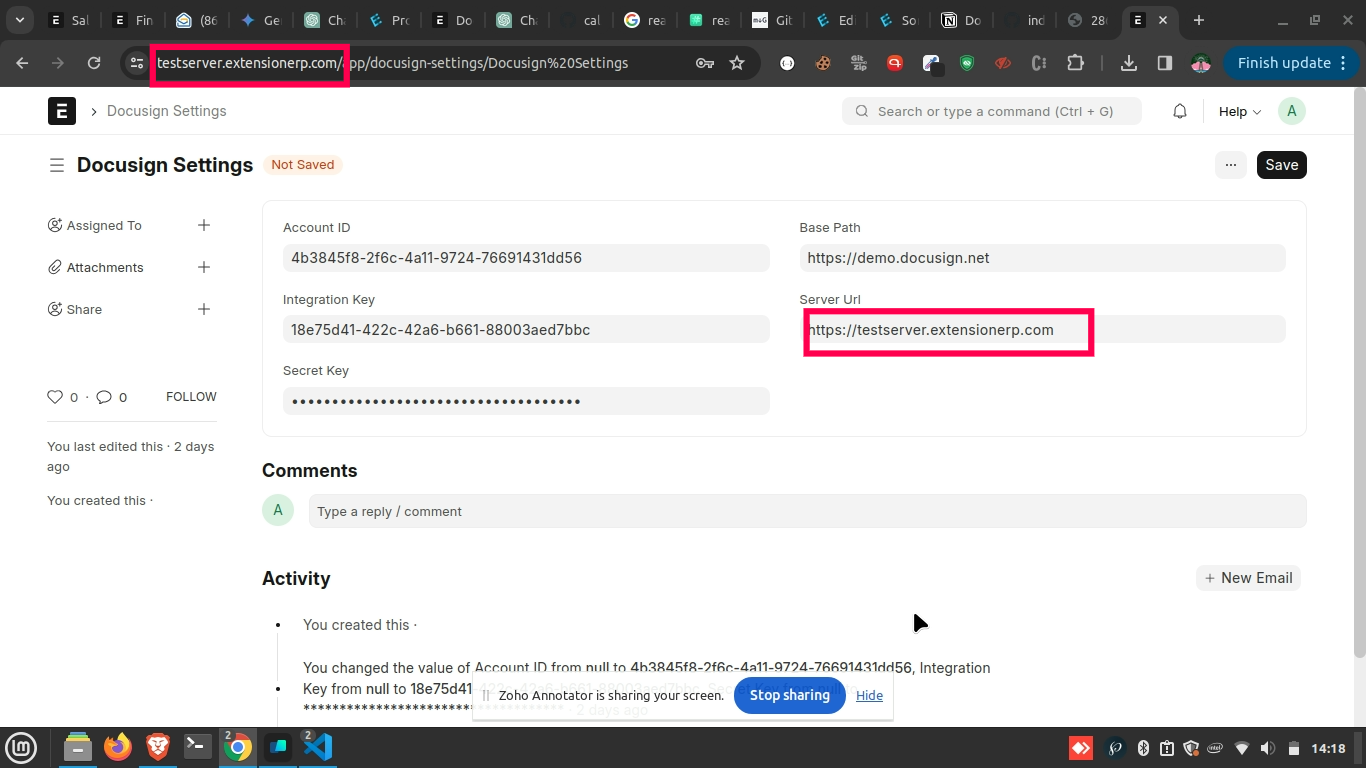 Sal
Fin
(86
Ge
Cha
Pro
Do
Cha
cal
rea
rea
Git
Edi
So
Do
ind
28
testserver.extensionerp.com/app/docusign-settings/Docusign%20Settings
Finish update
Docusign Settings
Search or type a command (Ctrl + G)
Help
A
Docusign Settings
Not Saved
···
Save
Assigned To
Attachments
Share
0 · 0
FOLLOW
You last edited this · 2 days
ago
You created this ·
Account ID
4b3845f8-2f6c-4a11-9724-76691431dd56
Integration Key
18e75d41-422c-42a6-b661-88003aed7bbc
Secret Key
••••••••••••••••••••••••••••••••••••
Base Path
https://demo.docusign.net
Server Url
https://testserver.extensionerp.com
Comments
A
Type a reply / comment
Activity
+ New Email
You created this ·
You changed the value of Account ID from null to 4b3845f8-2f6c-4a11-9724-76691431dd56, Integration
Key from null to 18e75d41
************************************ · 2 days ago
Zoho Annotator is sharing your screen.
Stop sharing
Hide
2
2
14:18